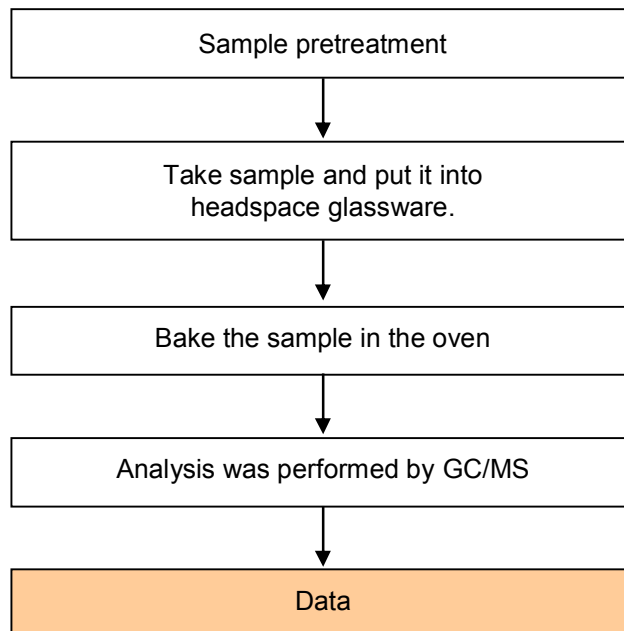 Sample pretreatment
Take sample and put it into
headspace glassware.
Bake the sample in the oven
Analysis was performed by GC/MS
Data